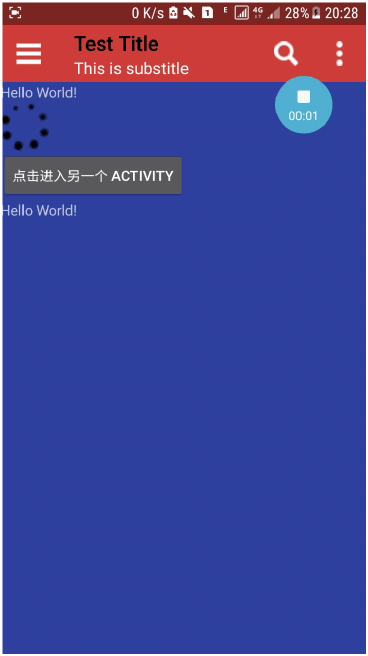 0 K/s 1 E 4G 28% 20:28
Test Title
This is substitle
Hello World!
00:01
点击进入另一个 ACTIVITY
Hello World!